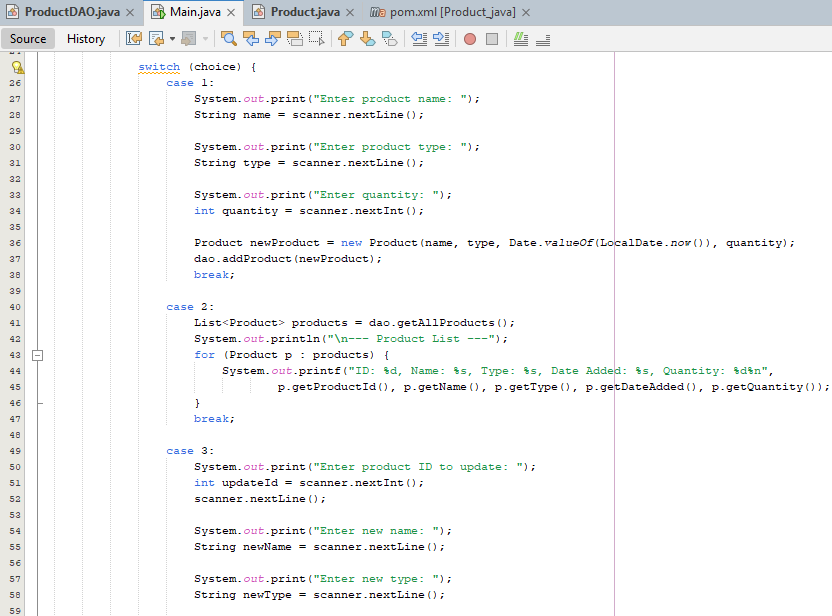 ProductDAO.java Main.java Product.java pom.xml [Product_java]
Source History
switch (choice) {
26 case 1:
27 System.out.print("Enter product name: ");
28 String name = scanner.nextLine();
29
30 System.out.print("Enter product type: ");
31 String type = scanner.nextLine();
32
33 System.out.print("Enter quantity: ");
34 int quantity = scanner.nextInt();
35
36 Product newProduct = new Product(name, type, Date.valueOf(LocalDate.now()), quantity);
37 dao.addProduct(newProduct);
38 break;
39
40 case 2:
41 List<Product> products = dao.getAllProducts();
42 System.out.println("\n--- Product List ---");
43 for (Product p : products) {
44 System.out.printf("ID: %d, Name: %s, Type: %s, Date Added: %s, Quantity: %d%n",
45 p.getProductId(), p.getName(), p.getType(), p.getDateAdded(), p.getQuantity());
46 }
47 break;
48
49 case 3:
50 System.out.print("Enter product ID to update: ");
51 int updateId = scanner.nextInt();
52 scanner.nextLine();
53
54 System.out.print("Enter new name: ");
55 String newName = scanner.nextLine();
56
57 System.out.print("Enter new type: ");
58 String newType = scanner.nextLine();
59